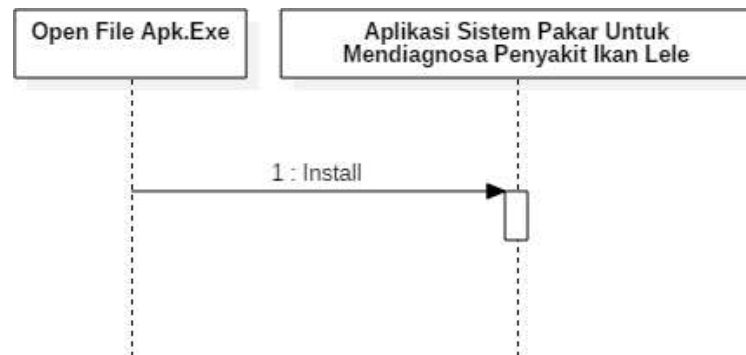 Open File Apk.Exe
Aplikasi Sistem Pakar Untuk
Mendiagnosa Penyakit Ikan Lele
1 : Install